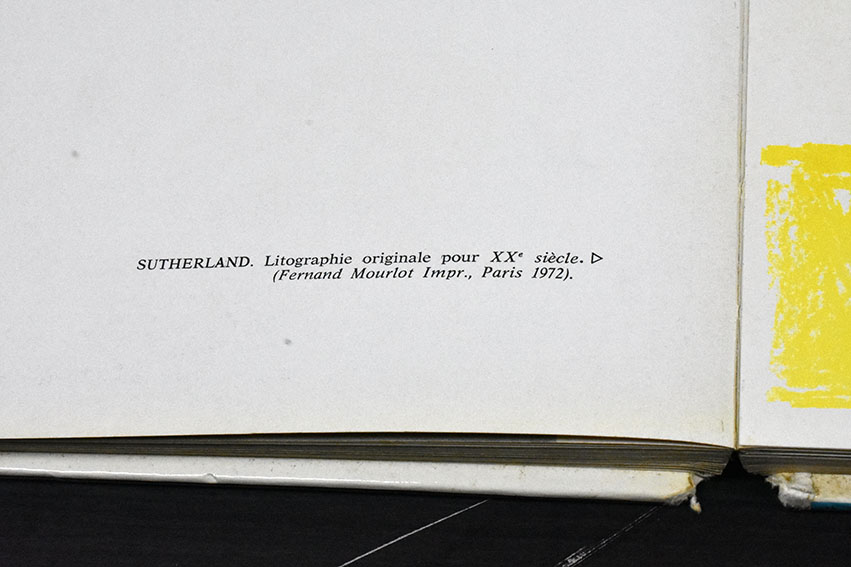 SUTHERLAND. Litographie originale pour XXᵉ siècle. ▷
(Fernand Mourlot Impr., Paris 1972).